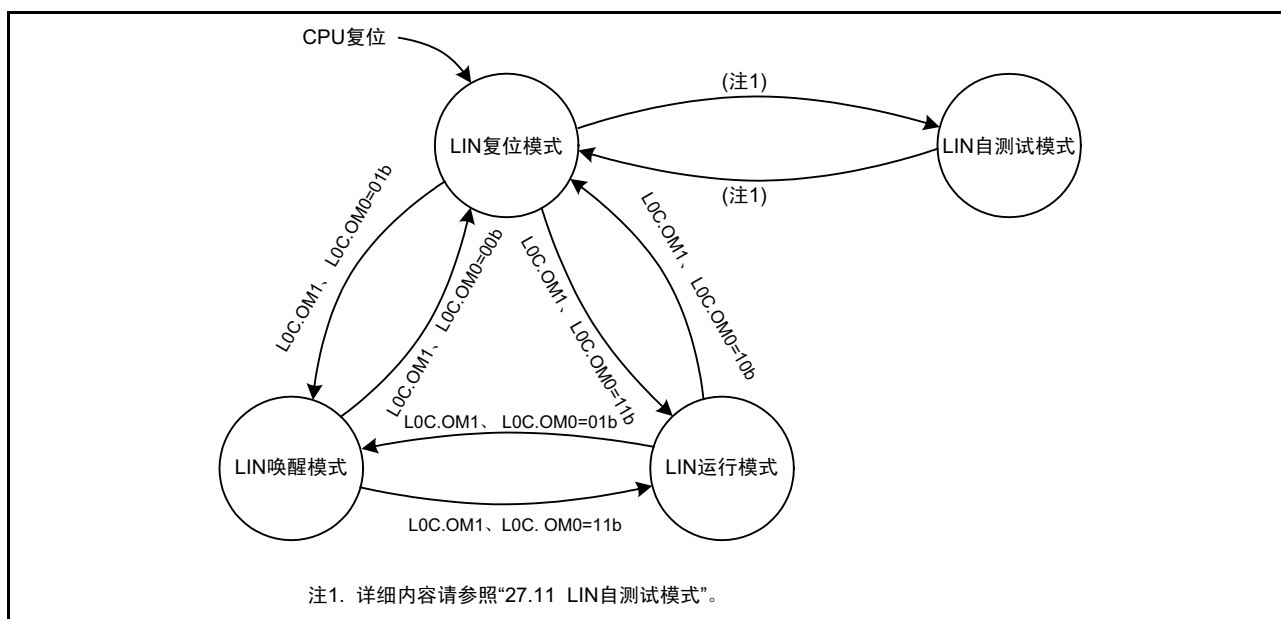 CPU复位
(注1)
LIN复位模式
LIN自测试模式
(注1)
L0C.OM1、L0C.OM0=01b
L0C.OM1、L0C.OM0=00b
L0C.OM1、L0C.OM0=11b
L0C.OM1、L0C.OM0=10b
L0C.OM1、 L0C.OM0=01b
LIN唤醒模式
LIN运行模式
L0C.OM1、L0C. OM0=11b
注1. 详细内容请参照“27.11 LIN自测试模式”。